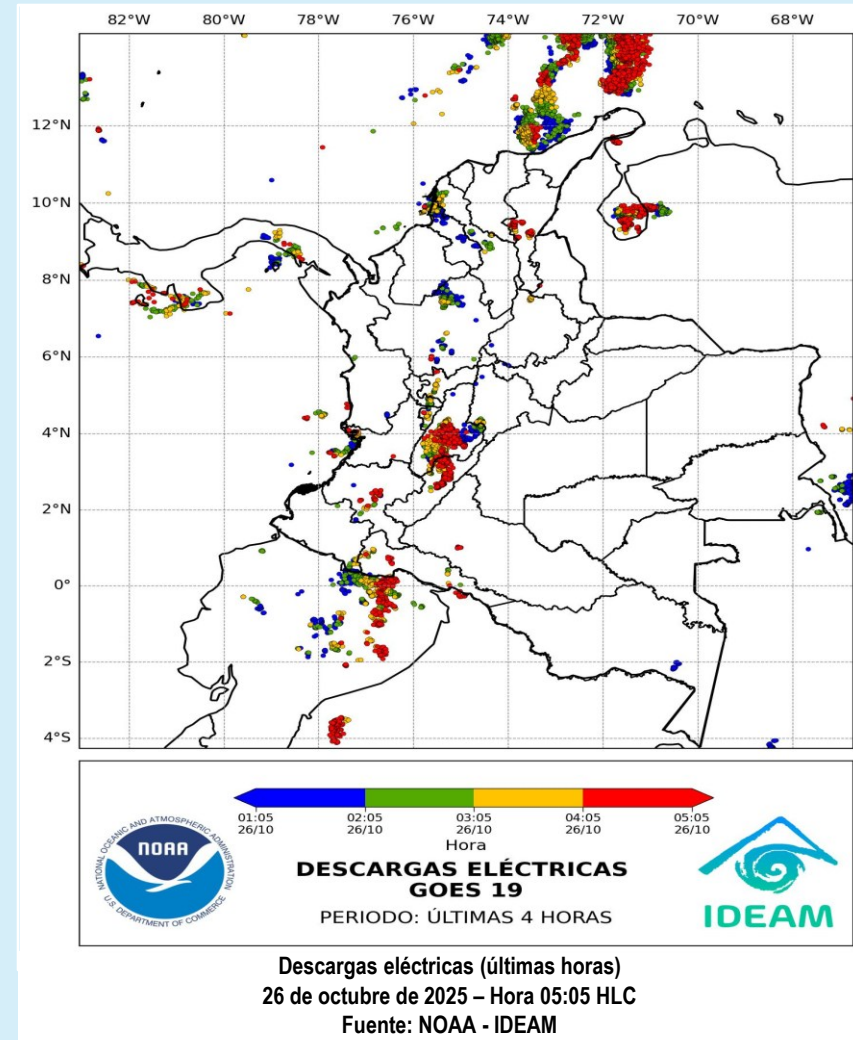 82°W 80°W 78°W 76°W 74°W 72°W 70°W 68°W
12°N
10°N
8°N
6°N
4°N
2°N
0°
2°S
4°S
01:05 02:05 03:05 04:05 05:05
26/10 26/10 26/10 26/10 26/10
Hora
NATIONAL OCEANIC AND ATMOSPHERIC ADMINISTRATION
NOAA
U.S. DEPARTMENT OF COMMERCE
DESCARGAS ELÉCTRICAS
GOES 19
PERIODO: ÚLTIMAS 4 HORAS
IDEAM
Descargas eléctricas (últimas horas)
26 de octubre de 2025 – Hora 05:05 HLC
Fuente: NOAA - IDEAM